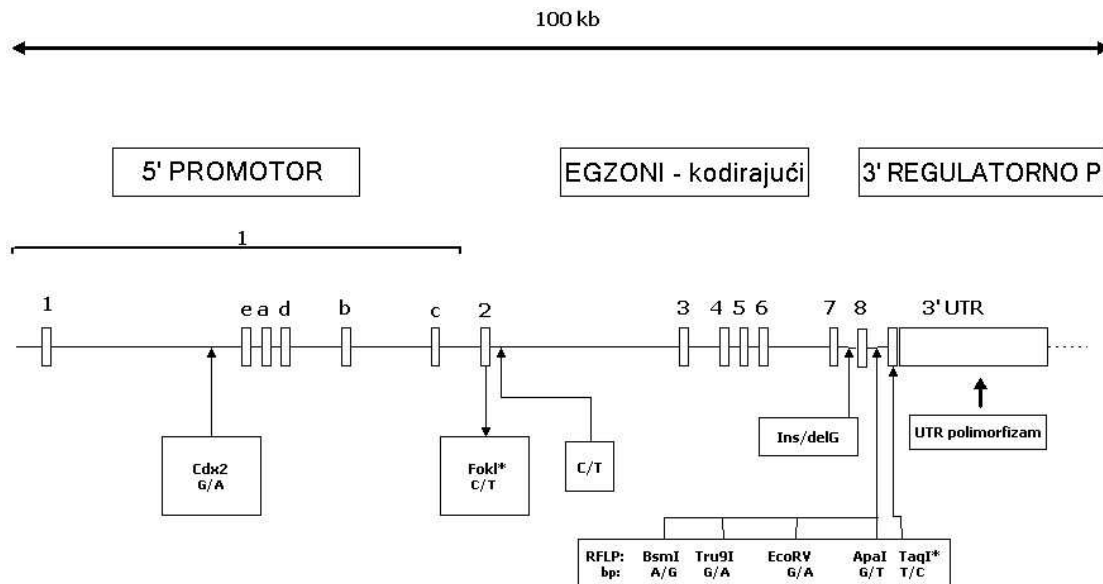 100 kb
5' PROMOTOR
EGZONI - kodirajući
3' REGULATORNO P
1
1 e a d b c 2 3 4 5 6 7 8 3' UTR
Cdx2
G/A
FokI*
C/T
C/T
Ins/delG
UTR polimorfizam
RFLP: BsmI Tru9I EcoRV ApaI TaqI*
bp: A/G G/A G/A G/T T/C